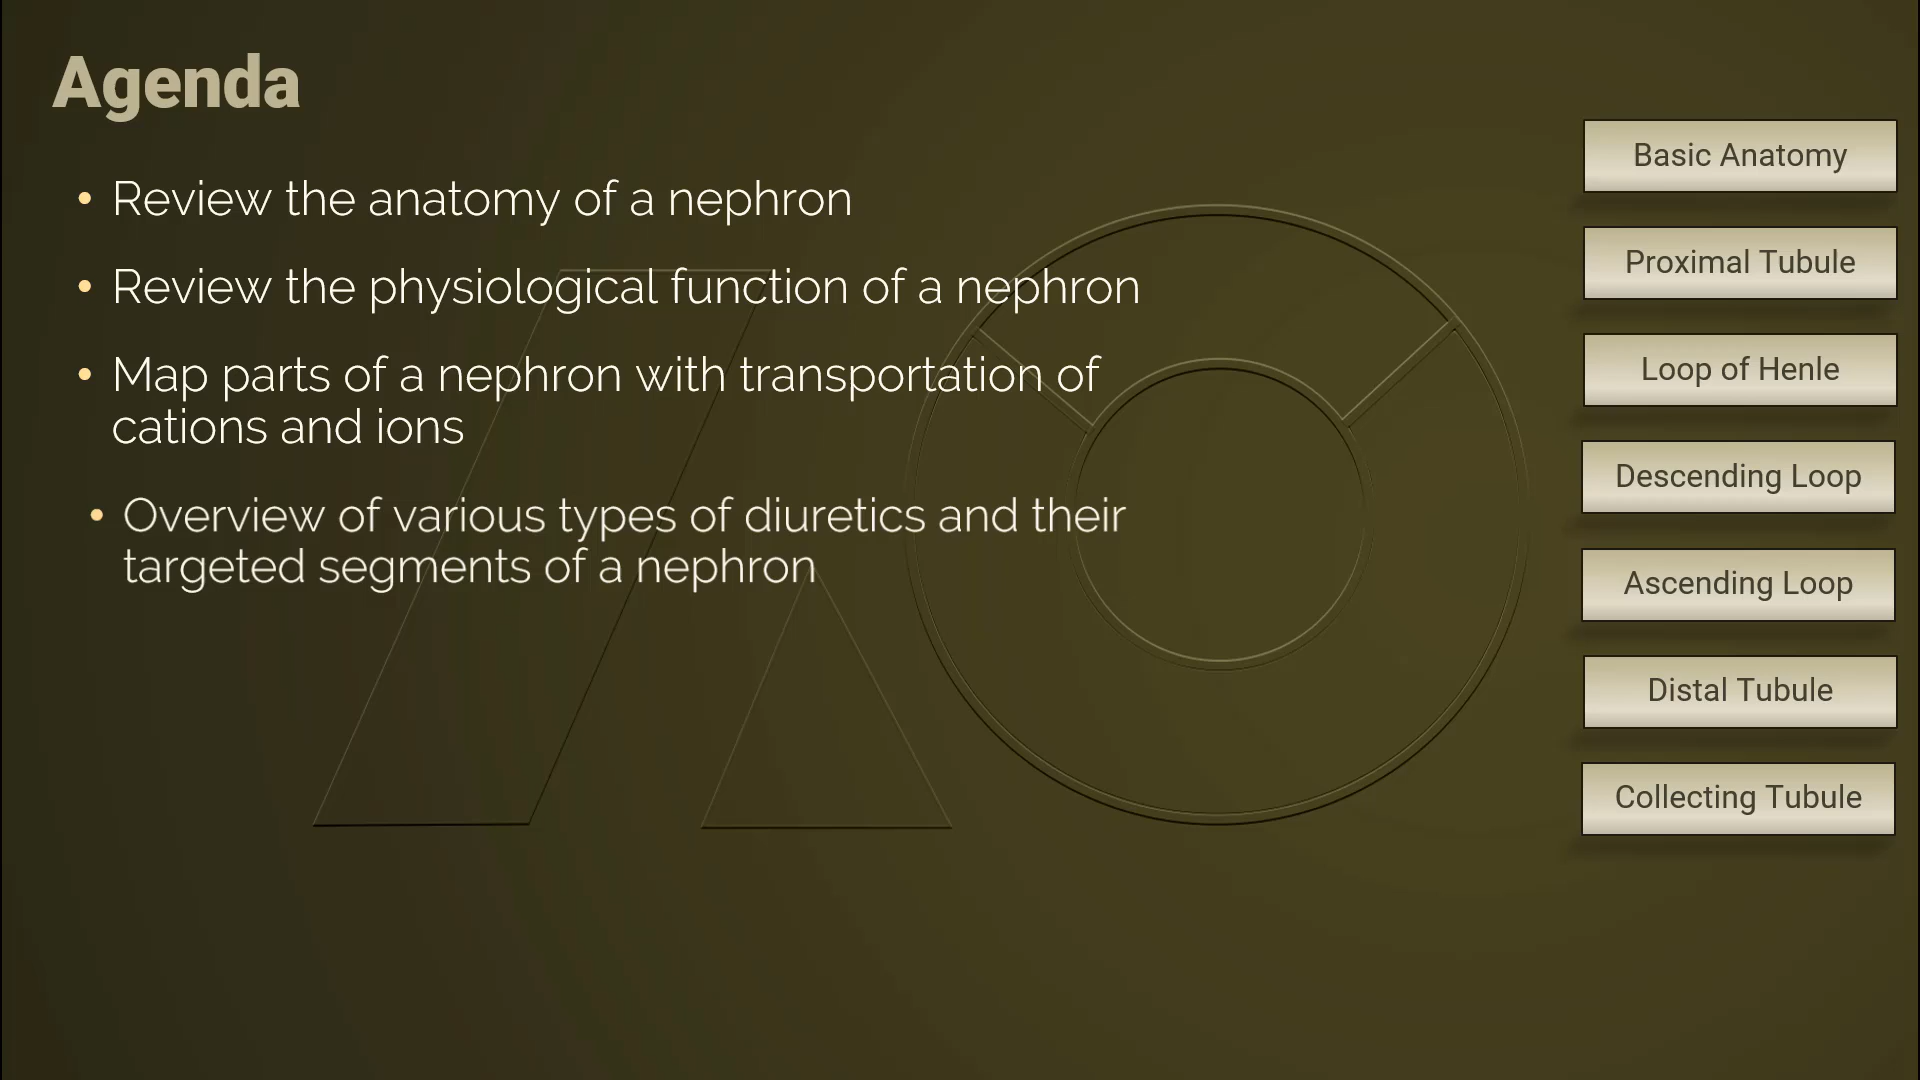 Agenda
• Review the anatomy of a nephron
• Review the physiological function of a nephron
• Map parts of a nephron with transportation of
cations and ions
• Overview of various types of diuretics and their
targeted segments of a nephron
Basic Anatomy
Proximal Tubule
Loop of Henle
Descending Loop
Ascending Loop
Distal Tubule
Collecting Tubule